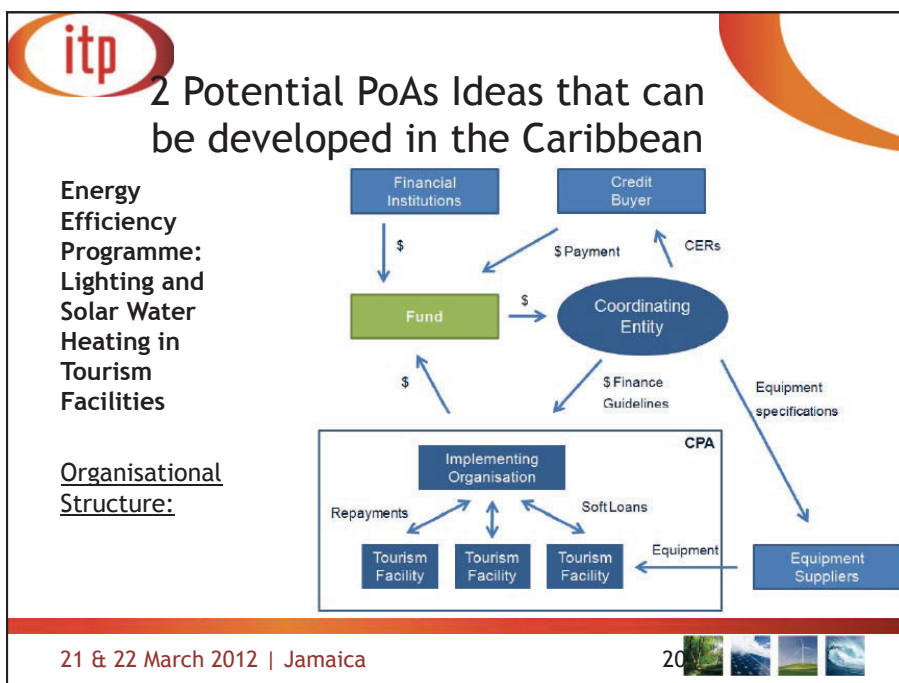 itp
2 Potential PoAs Ideas that can
be developed in the Caribbean
Energy
Efficiency
Programme:
Lighting and
Solar Water
Heating in
Tourism
Facilities
Organisational
Structure:
Financial
Institutions
Credit
Buyer
$
$ Payment
CERs
Fund
$
Coordinating
Entity
$
$ Finance
Guidelines
Equipment
specifications
CPA
Implementing
Organisation
Repayments
Soft Loans
Tourism
Facility
Tourism
Facility
Tourism
Facility
Equipment
Equipment
Suppliers
21 & 22 March 2012 | Jamaica
20